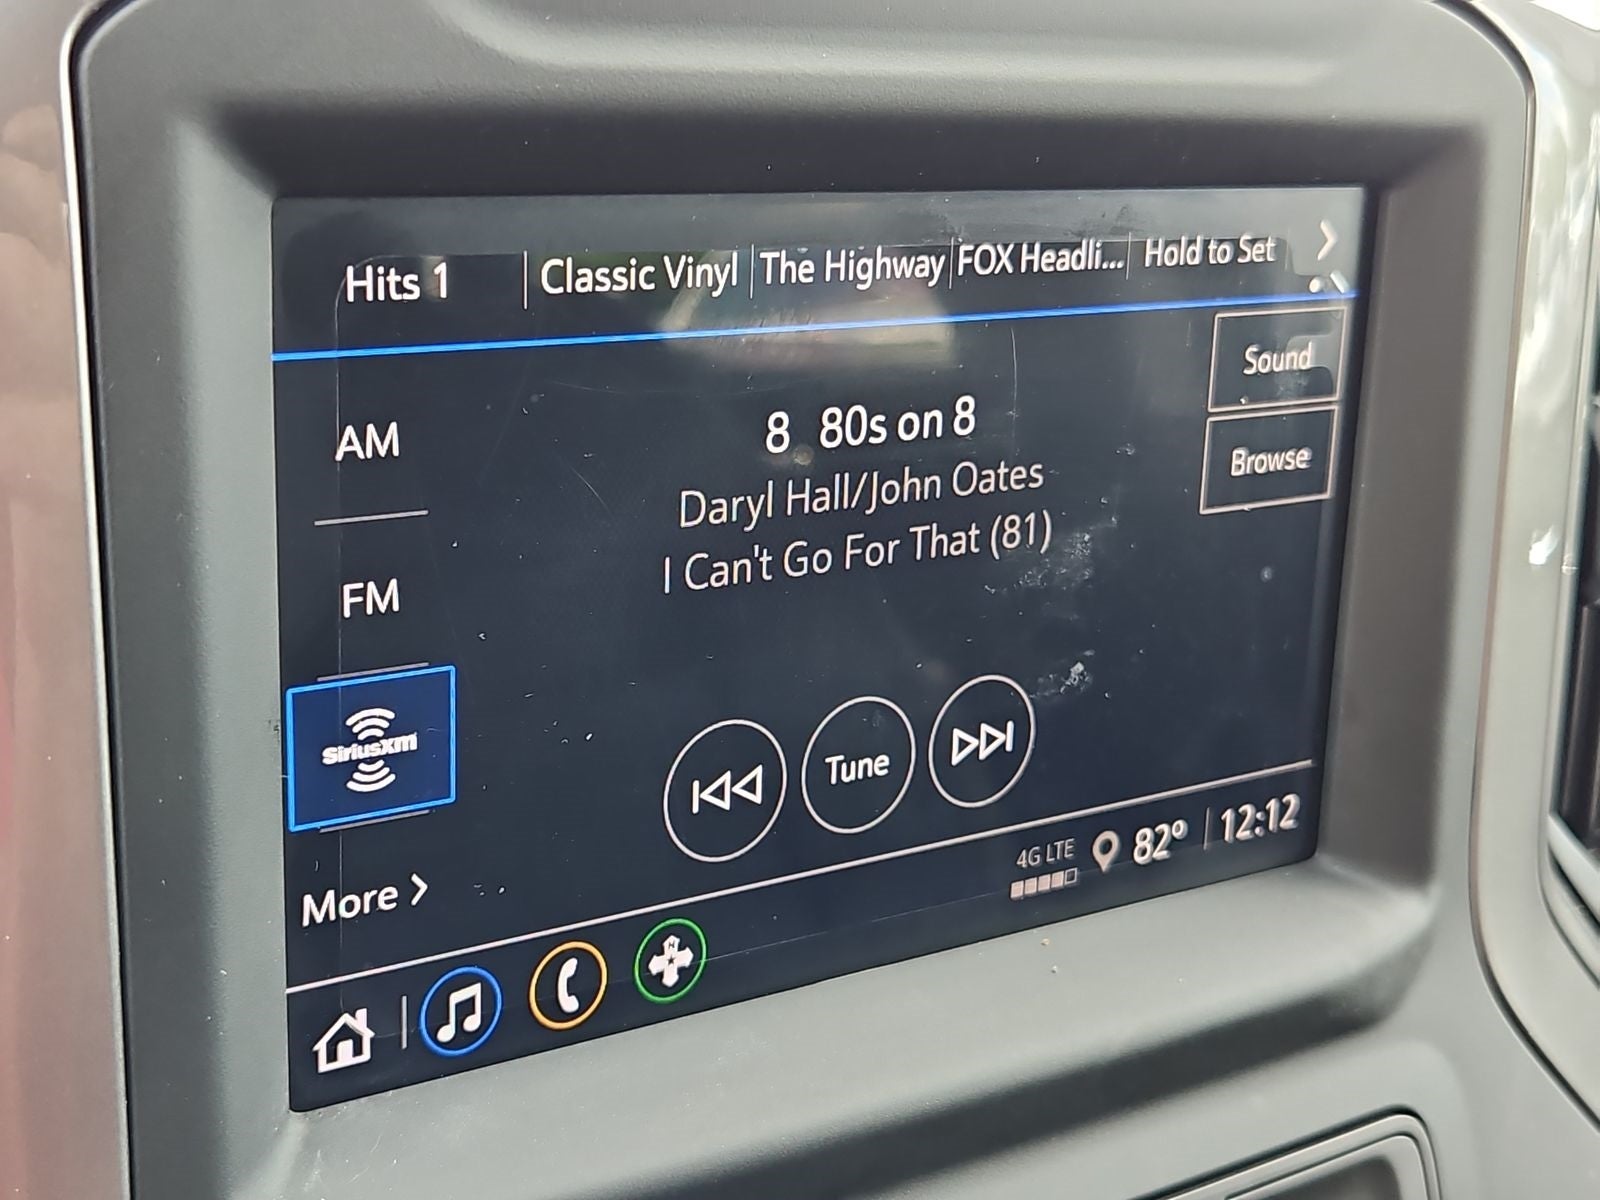 Hits 1 Classic Vinyl The Highway FOX Headli... Hold to Set
Sound
AM
8 80s on 8
Browse
Daryl Hall/John Oates
I Can't Go For That (81)
FM
SiriusXM
Tune
More
4G LTE 82° 12:12
N